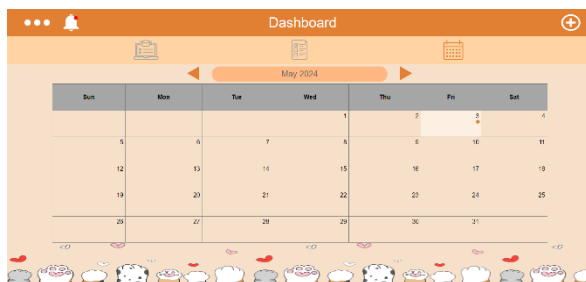 Dashboard
May 2024
Sun Mon Tue Wed Thu Fri Sat
1 2 3 4
5 6 7 8 9 10 11
12 13 14 15 16 17 18
19 20 21 22 23 24 25
26 27 28 29 30 31